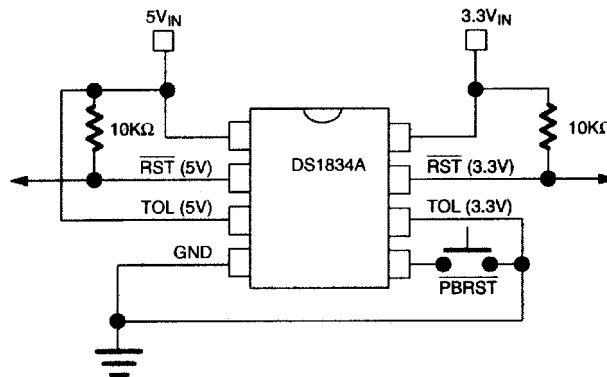 5V_IN
3.3V_IN
10KΩ
DS1834A
10KΩ
RST (5V)
RST (3.3V)
TOL (5V)
TOL (3.3V)
GND
PBRST